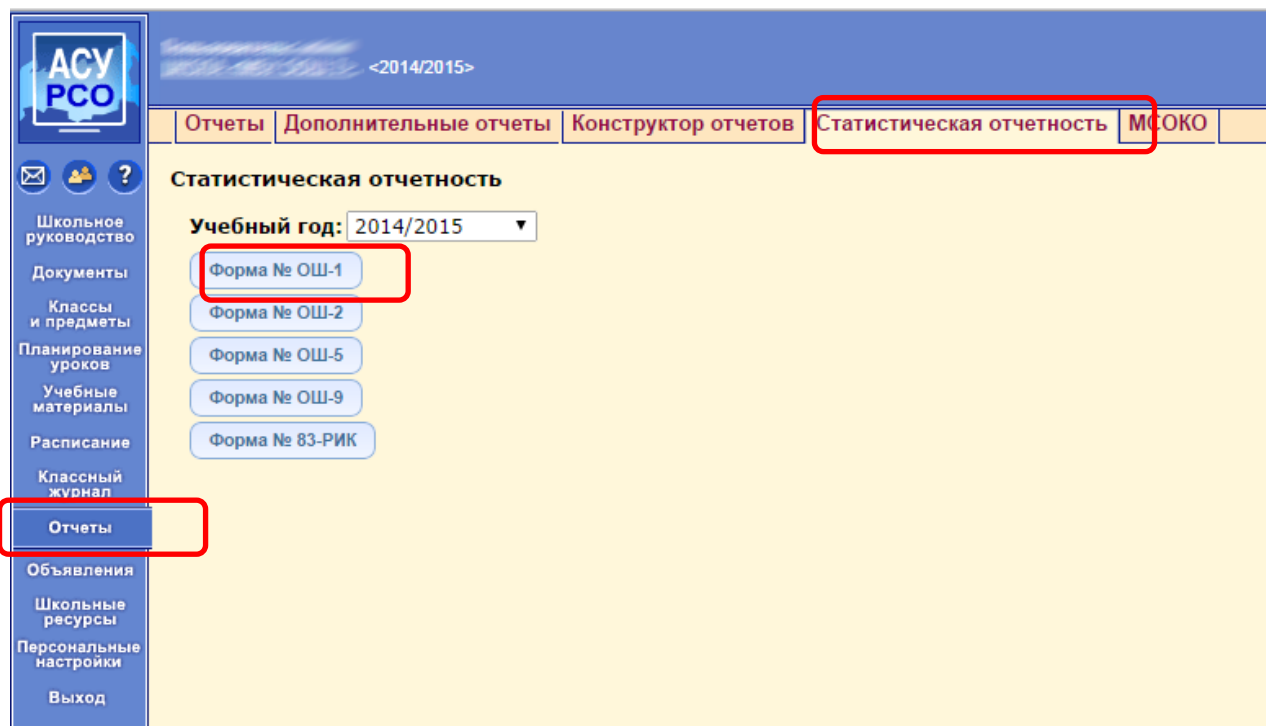 АСУ
РСО
<2014/2015>
Отчеты Дополнительные отчеты Конструктор отчетов Статистическая отчетность МСОКО
?
Статистическая отчетность
Учебный год: 2014/2015
Форма № ОШ-1
Форма № ОШ-2
Форма № ОШ-5
Форма № ОШ-9
Форма № 83-РИК
Школьное
руководство
Документы
Классы
и предметы
Планирование
уроков
Учебные
материалы
Расписание
Классный
журнал
Отчеты
Объявления
Школьные
ресурсы
Персональные
настройки
Выход